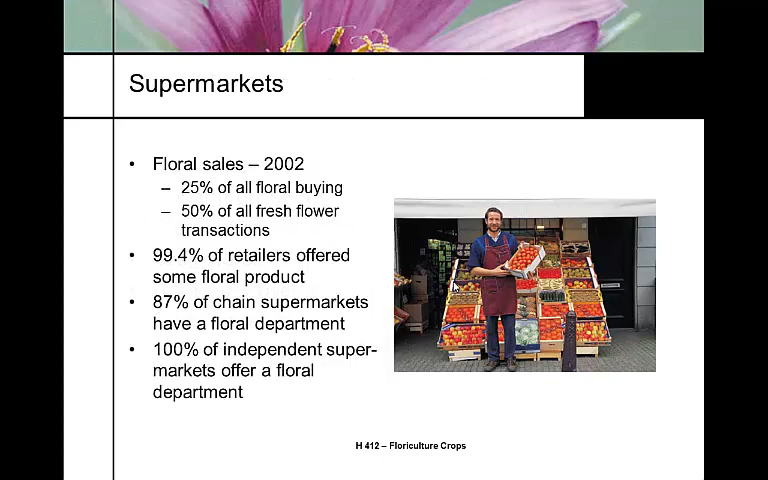 Supermarkets
• Floral sales – 2002
– 25% of all floral buying
– 50% of all fresh flower
transactions
• 99.4% of retailers offered
some floral product
• 87% of chain supermarkets
have a floral department
• 100% of independent super-
markets offer a floral
department
H 412 – Floriculture Crops